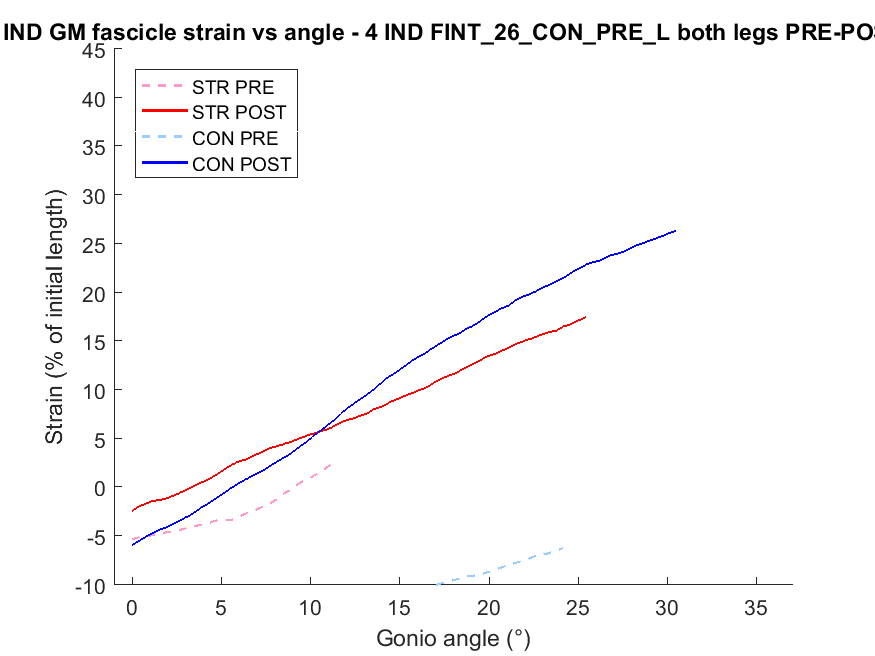 IND GM fascicle strain vs angle - 4 IND FINT_26_CON_PRE_L both legs PRE-POS
45
40
35
30
25
20
15
10
5
0
-5
-10
STR PRE
STR POST
CON PRE
CON POST
Strain (% of initial length)
0 5 10 15 20 25 30 35
Gonio angle (°)